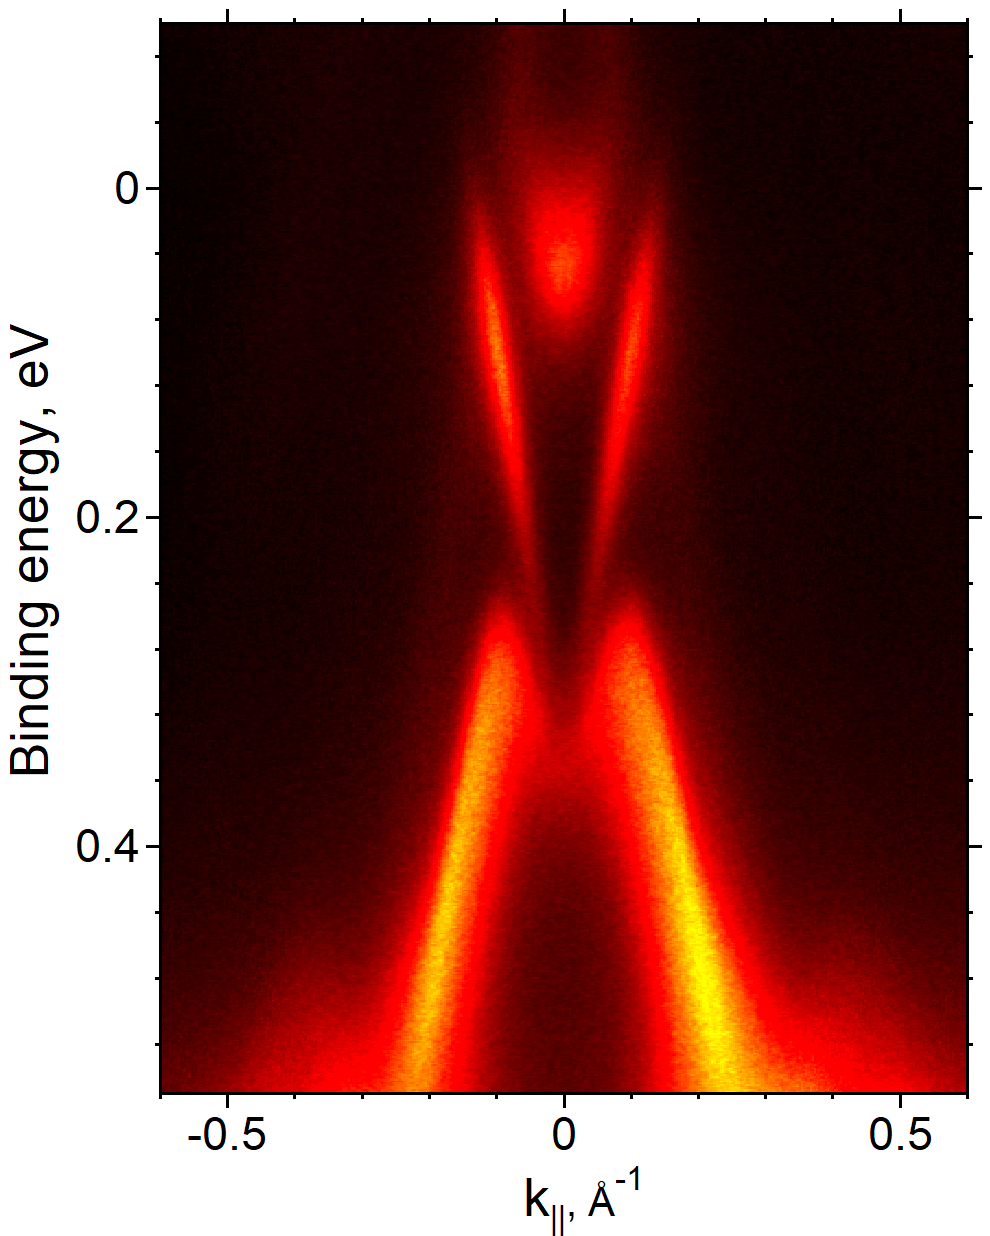 0
0.2
0.4
Binding energy, eV
-0.5 0 0.5
k||, Å-1